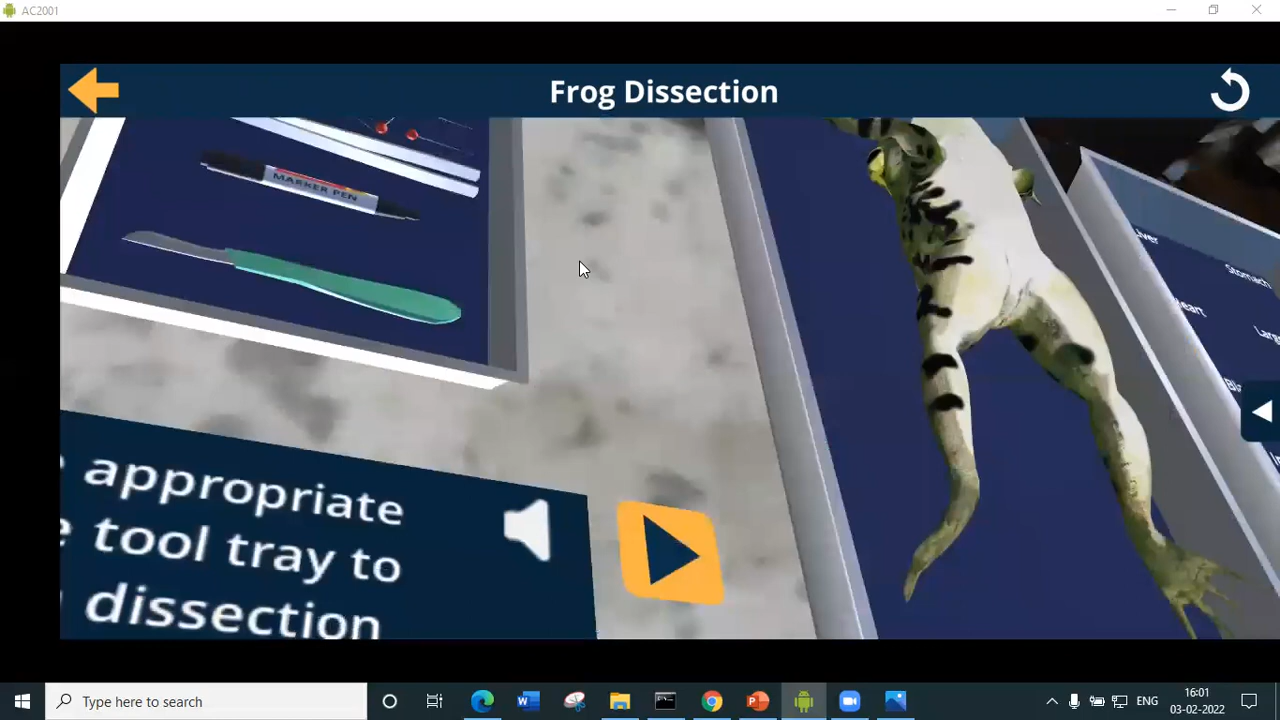 AC2001
Frog Dissection
MARKER PEN
Liver
Stomach
appropriate
tool tray to
dissection
Type here to search
ENG
16:01
03-02-2022